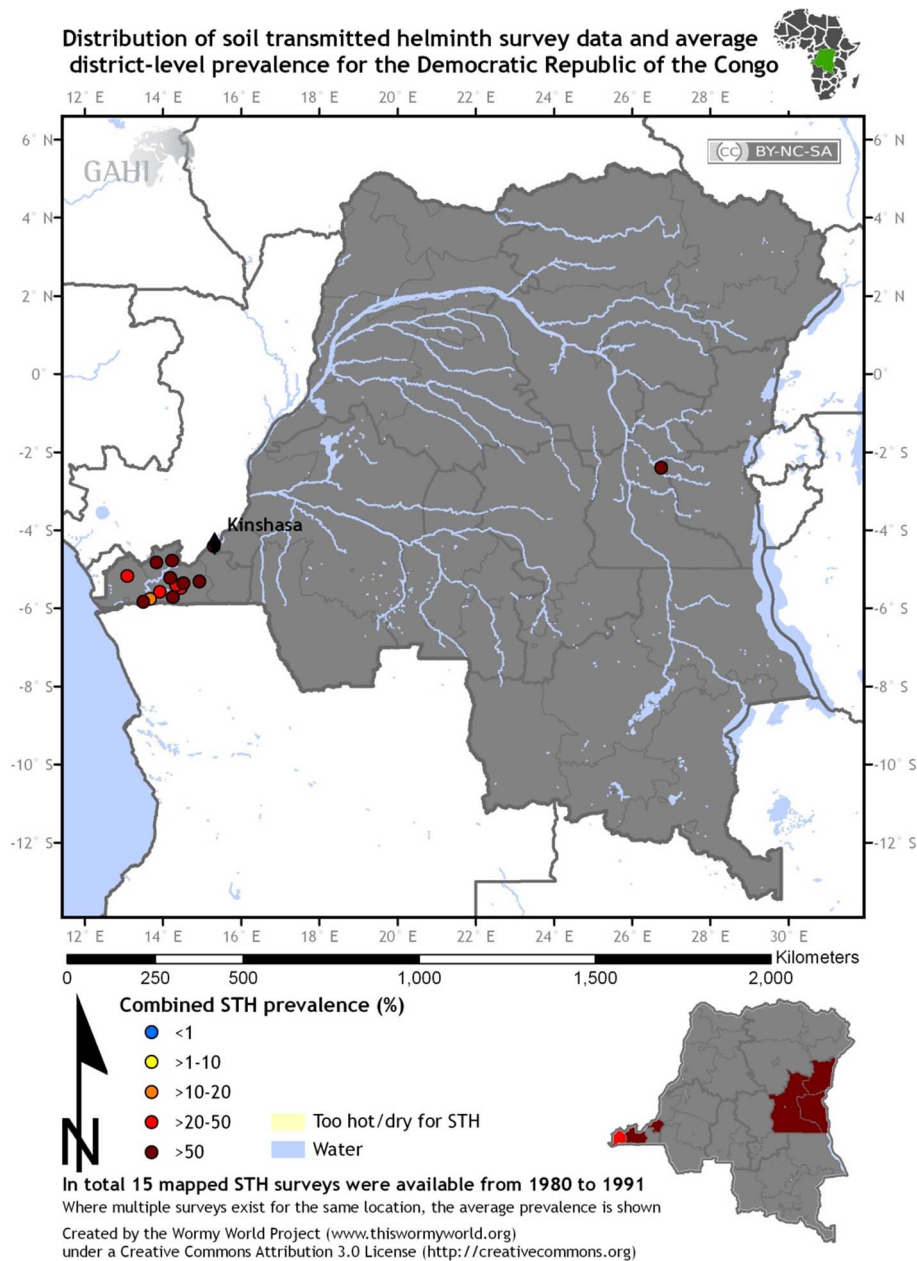 Distribution of soil transmitted helminth survey data and average
district-level prevalence for the Democratic Republic of the Congo
12° E 14° E 16° E 18° E 20° E 22° E 24° E 26° E 28° E
6° N 6° N
GAHI
CC BY-NC-SA
4° N 4° N
2° N 2° N
0° 0°
-2° S -2° S
Kinshasa
-4° S -4° S
-6° S -6° S
-8° S -8° S
-10° S -10° S
-12° S -12° S
12° E 14° E 16° E 18° E 20° E 22° E 24° E 26° E 28° E 30° E
Kilometers
0 250 500 1,000 1,500 2,000
N
Combined STH prevalence (%)
<1
>1-10
>10-20
>20-50
>50
Too hot/dry for STH
Water
In total 15 mapped STH surveys were available from 1980 to 1991
Where multiple surveys exist for the same location, the average prevalence is shown
Created by the Wormy World Project (www.thiswormyworld.org)
under a Creative Commons Attribution 3.0 License (http://creativecommons.org)